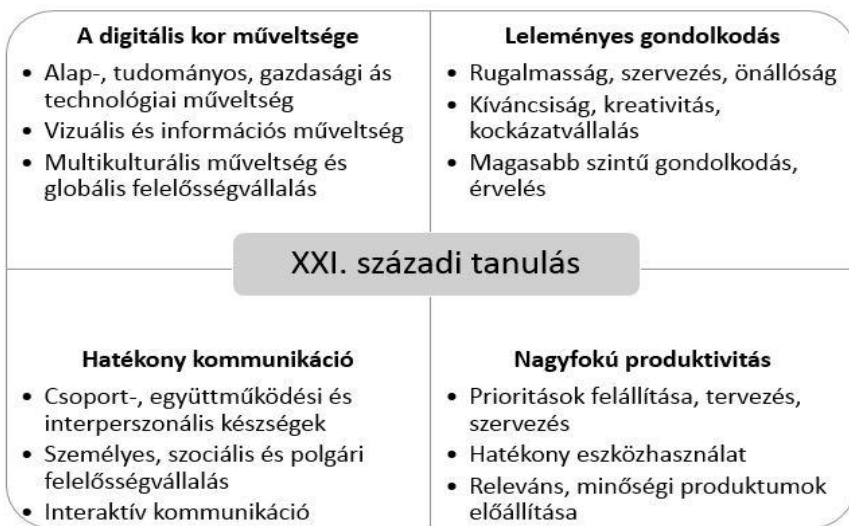 A digitális kor műveltsége
• Alap-, tudományos, gazdasági ás
technológiai műveltség
• Vizuális és információs műveltség
• Multikulturális műveltség és
globális felelősségvállalás
Leleményes gondolkodás
• Rugalmasság, szervezés, önállóság
• Kíváncsiság, kreativitás,
kockázatvállalás
• Magasabb szintű gondolkodás,
érvelés
XXI. századi tanulás
Hatékony kommunikáció
• Csoport-, együttműködési és
interperszonális készségek
• Személyes, szociális és polgári
felelősségvállalás
• Interaktív kommunikáció
Nagyfokú produktivitás
• Prioritások felállítása, tervezés,
szervezés
• Hatékony eszközhasználat
• Releváns, minőségi produktumok
előállítása